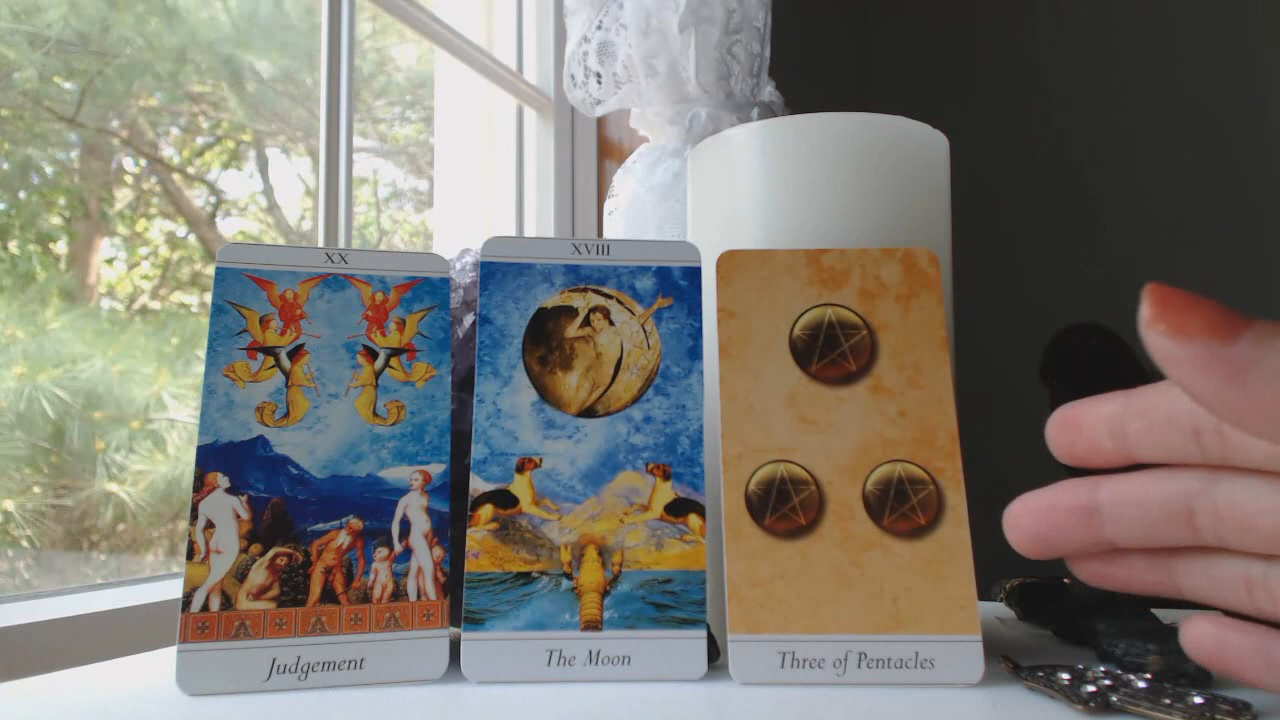 XX
Judgement
XVIII
The Moon
Three of Pentacles